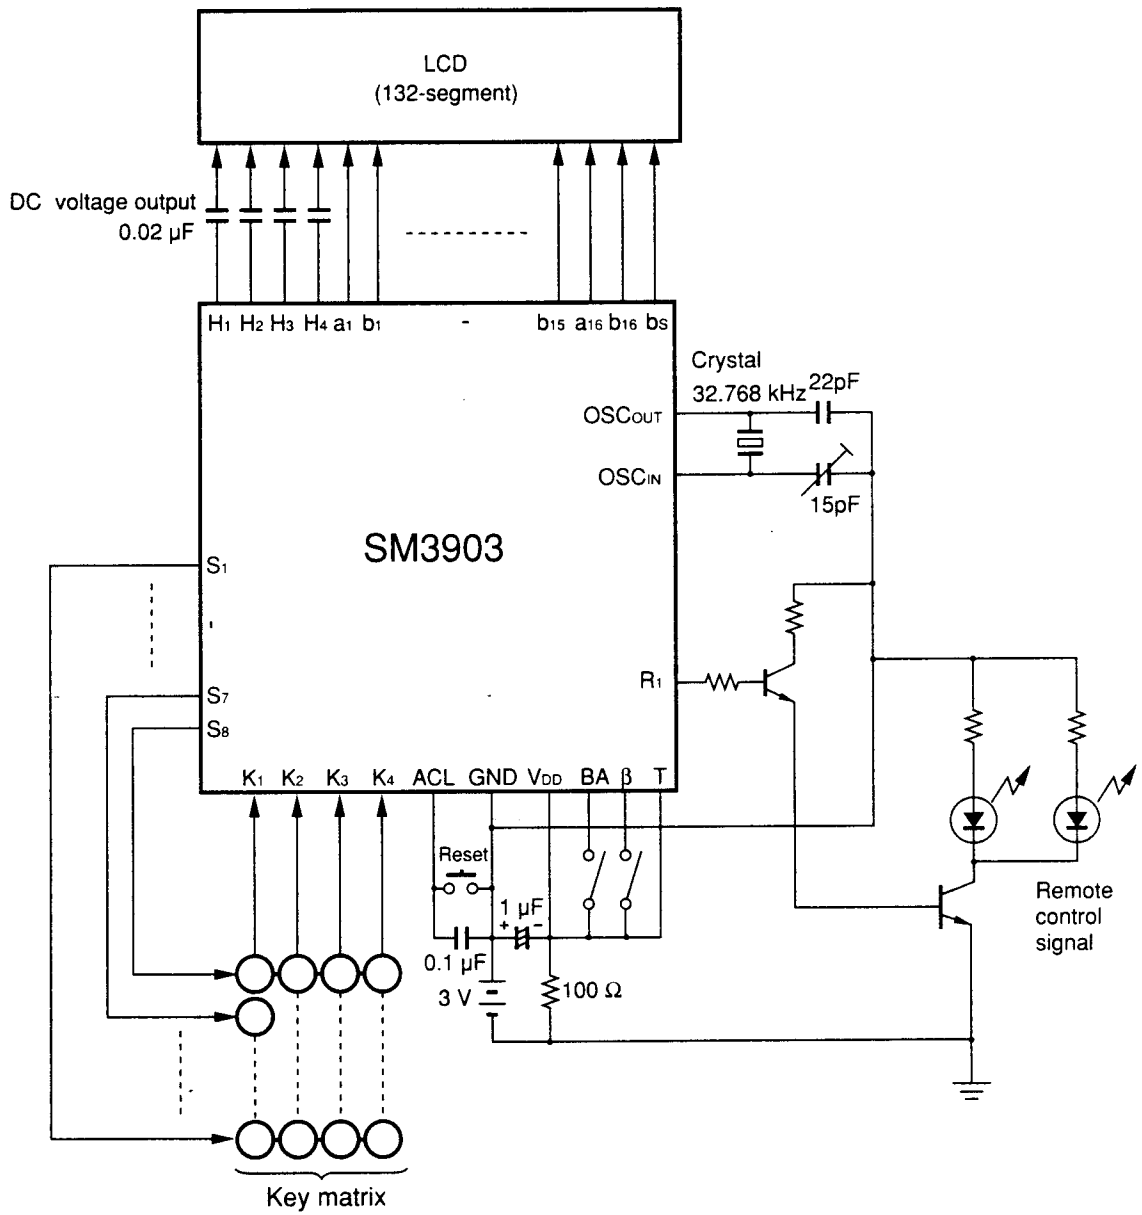 LCD
(132-segment)
DC voltage output
0.02 µF
H1 H2 H3 H4 a1 b1 - b15 a16 b16 bS
Crystal
32.768 kHz
22pF
OSCOUT
OSCIN
15pF
SM3903
S1
R1
S7
S8
K1 K2 K3 K4 ACL GND VDD BA β T
Reset
1 µF
+ -
0.1 µF
3 V
100 Ω
Remote
control
signal
Key matrix